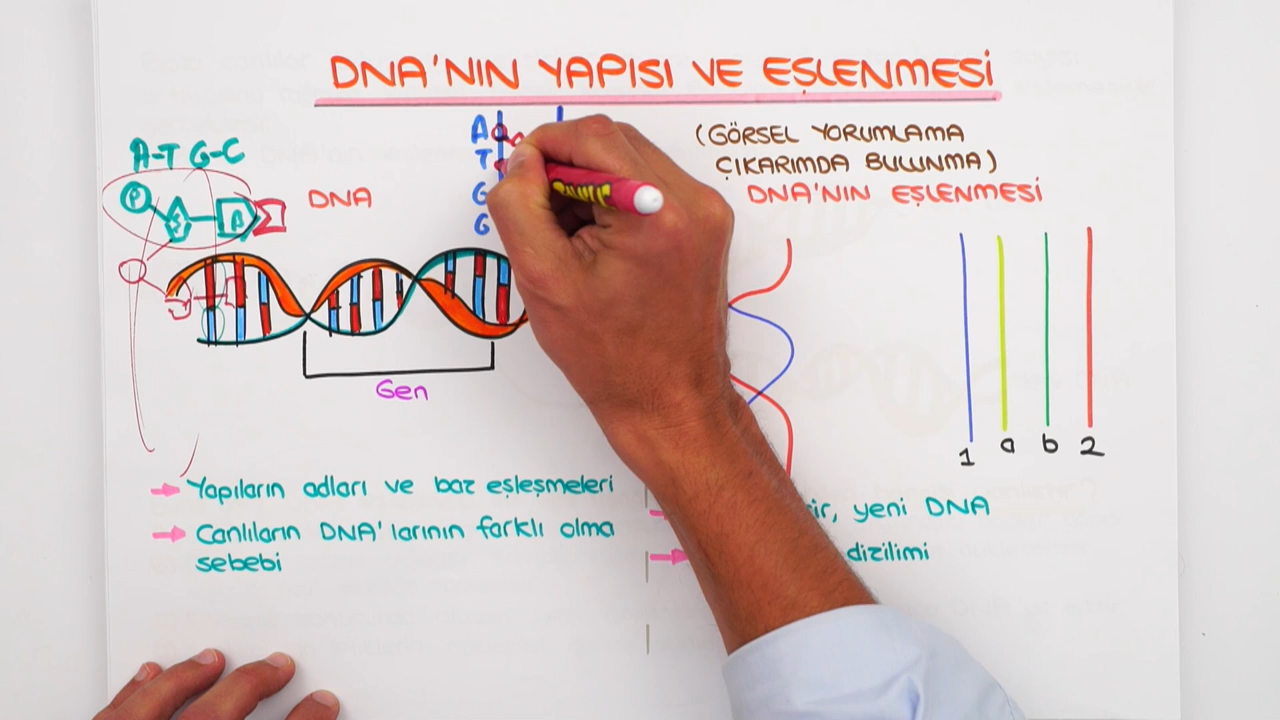 DNA'NIN YAPISI VE EŞLENMESİ
A-T G-C
P
DNA
Gen
A
T
G
G
(GÖRSEL YORUMLAMA
ÇIKARIMDA BULUNMA)
DNA'NIN EŞLENMESİ
1 a b 2
Yapıların adları ve baz eşleşmeleri
Canlıların DNA'larının farklı olma
sebebi
yeni DNA
dizilimi